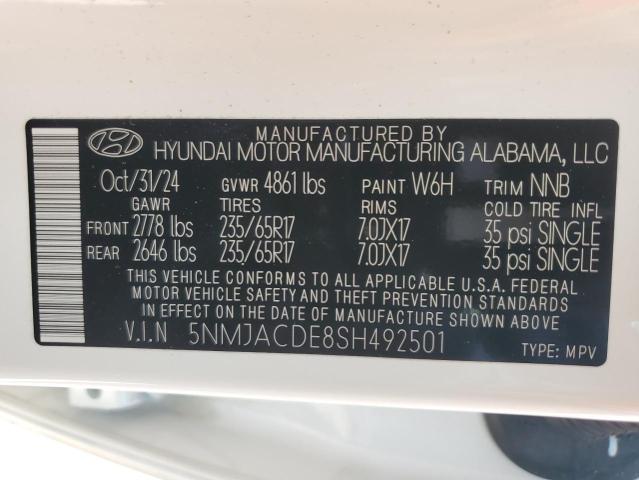 MANUFACTURED BY
HYUNDAI MOTOR MANUFACTURING ALABAMA, LLC
Oct/31/24 GVWR 4861 lbs PAINT W6H TRIM NNB
GAWR TIRES RIMS COLD TIRE INFL
FRONT 2778 lbs 235/65R17 7.0JX17 35 psi SINGLE
REAR 2646 lbs 235/65R17 7.0JX17 35 psi SINGLE
THIS VEHICLE CONFORMS TO ALL APPLICABLE U.S.A. FEDERAL
MOTOR VEHICLE SAFETY AND THEFT PREVENTION STANDARDS
IN EFFECT ON THE DATE OF MANUFACTURE SHOWN ABOVE.
V.I.N 5NMJACDE8SH492501
TYPE: MPV